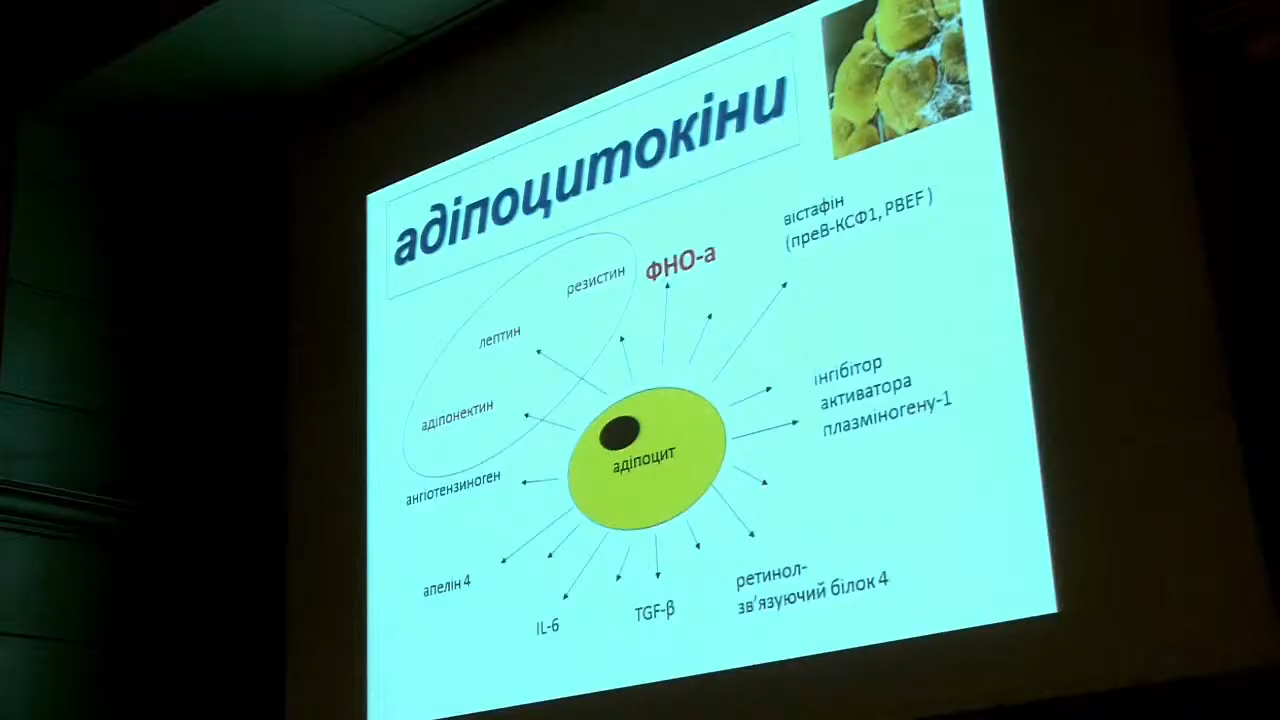 адіпоцитокіни
резистин
ФНО-а
вістафін
(преВ-КСФ1, PBEF)
лептин
адіпонектин
інгібітор
активатора
плазміногену-1
адіпоцит
ангіотензиноген
апелін 4
IL-6
TGF-β
ретинол-
зв'язуючий білок 4